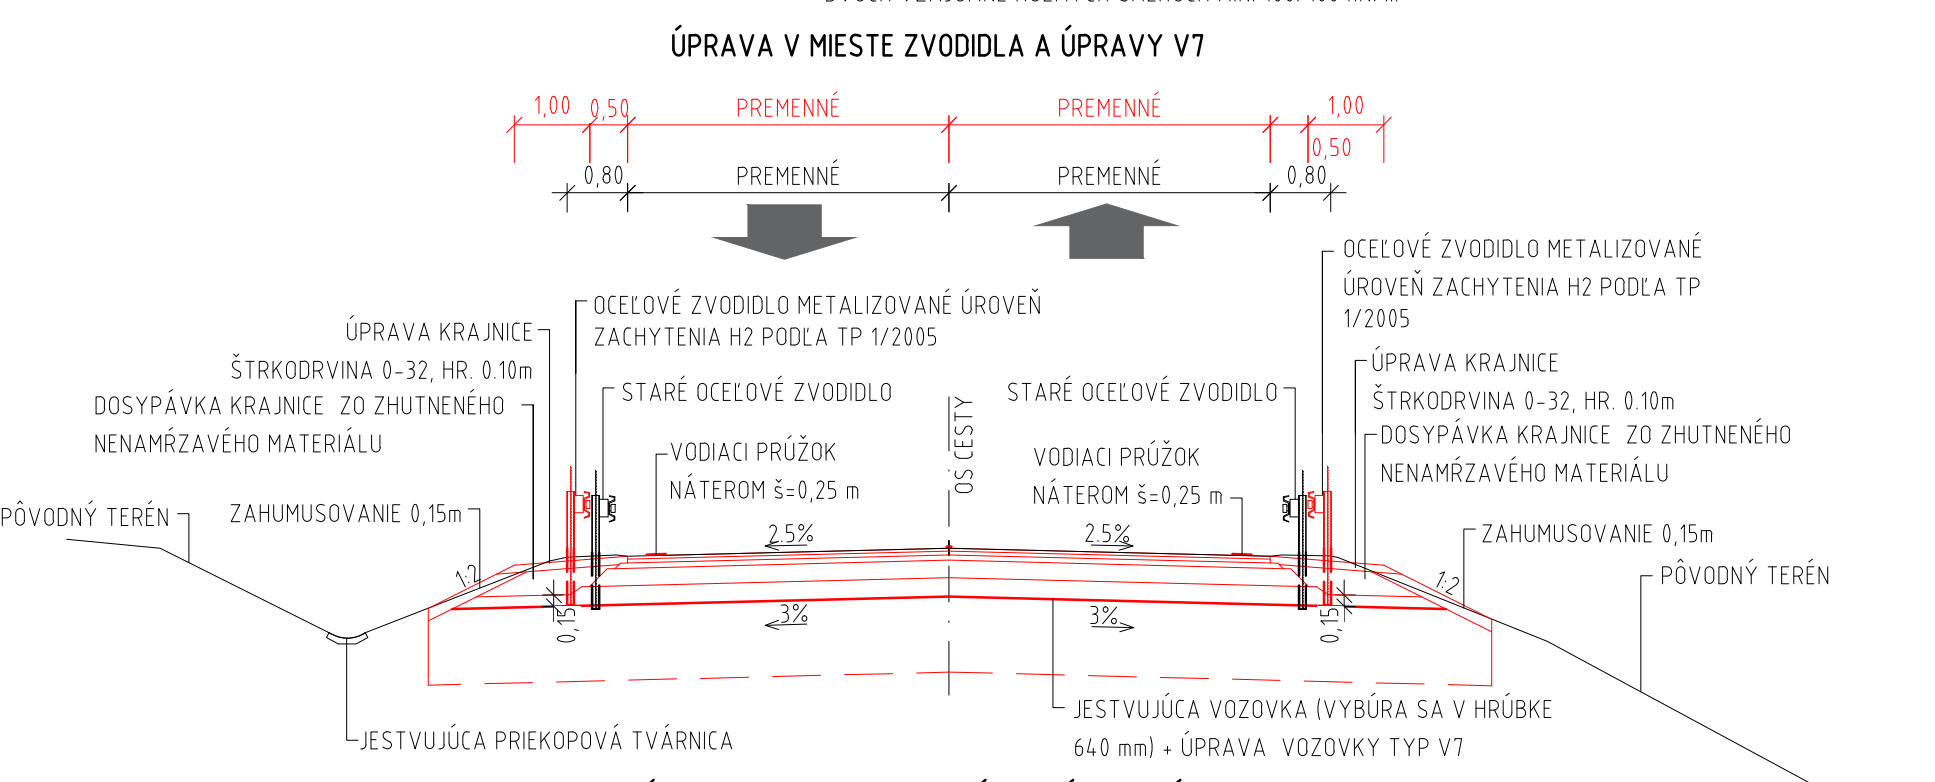 ÚPRAVA V MIESTE ZVODIDLA A ÚPRAVY V7
1,00
0,50
PREMENNÉ
PREMENNÉ
1,00
0,50
0,80
PREMENNÉ
PREMENNÉ
0,80
OCEĽOVÉ ZVODIDLO METALIZOVANÉ
ÚROVEŇ ZACHYTENIA H2 PODĽA TP
1/2005
OCEĽOVÉ ZVODIDLO METALIZOVANÉ ÚROVEŇ
ZACHYTENIA H2 PODĽA TP 1/2005
ÚPRAVA KRAJNICE
ŠTRKODRVINA 0-32, HR. 0.10m
ÚPRAVA KRAJNICE
ŠTRKODRVINA 0-32, HR. 0.10m
STARÉ OCEĽOVÉ ZVODIDLO
STARÉ OCEĽOVÉ ZVODIDLO
DOSYPÁVKA KRAJNICE ZO ZHUTNENÉHO
NENAMŔZAVÉHO MATERIÁLU
DOSYPÁVKA KRAJNICE ZO ZHUTNENÉHO
NENAMŔZAVÉHO MATERIÁLU
OS CESTY
VODIACI PRÚŽOK
NÁTEROM š=0,25 m
VODIACI PRÚŽOK
NÁTEROM š=0,25 m
PÔVODNÝ TERÉN
ZAHUMUSOVANIE 0,15m
ZAHUMUSOVANIE 0,15m
PÔVODNÝ TERÉN
2.5%
2.5%
1:2
1:2
3%
3%
0,15
0,15
JESTVUJÚCA VOZOVKA (VYBÚRA SA V HRÚBKE
640 mm) + ÚPRAVA VOZOVKY TYP V7
JESTVUJÚCA PRIEKOPOVÁ TVÁRNICA